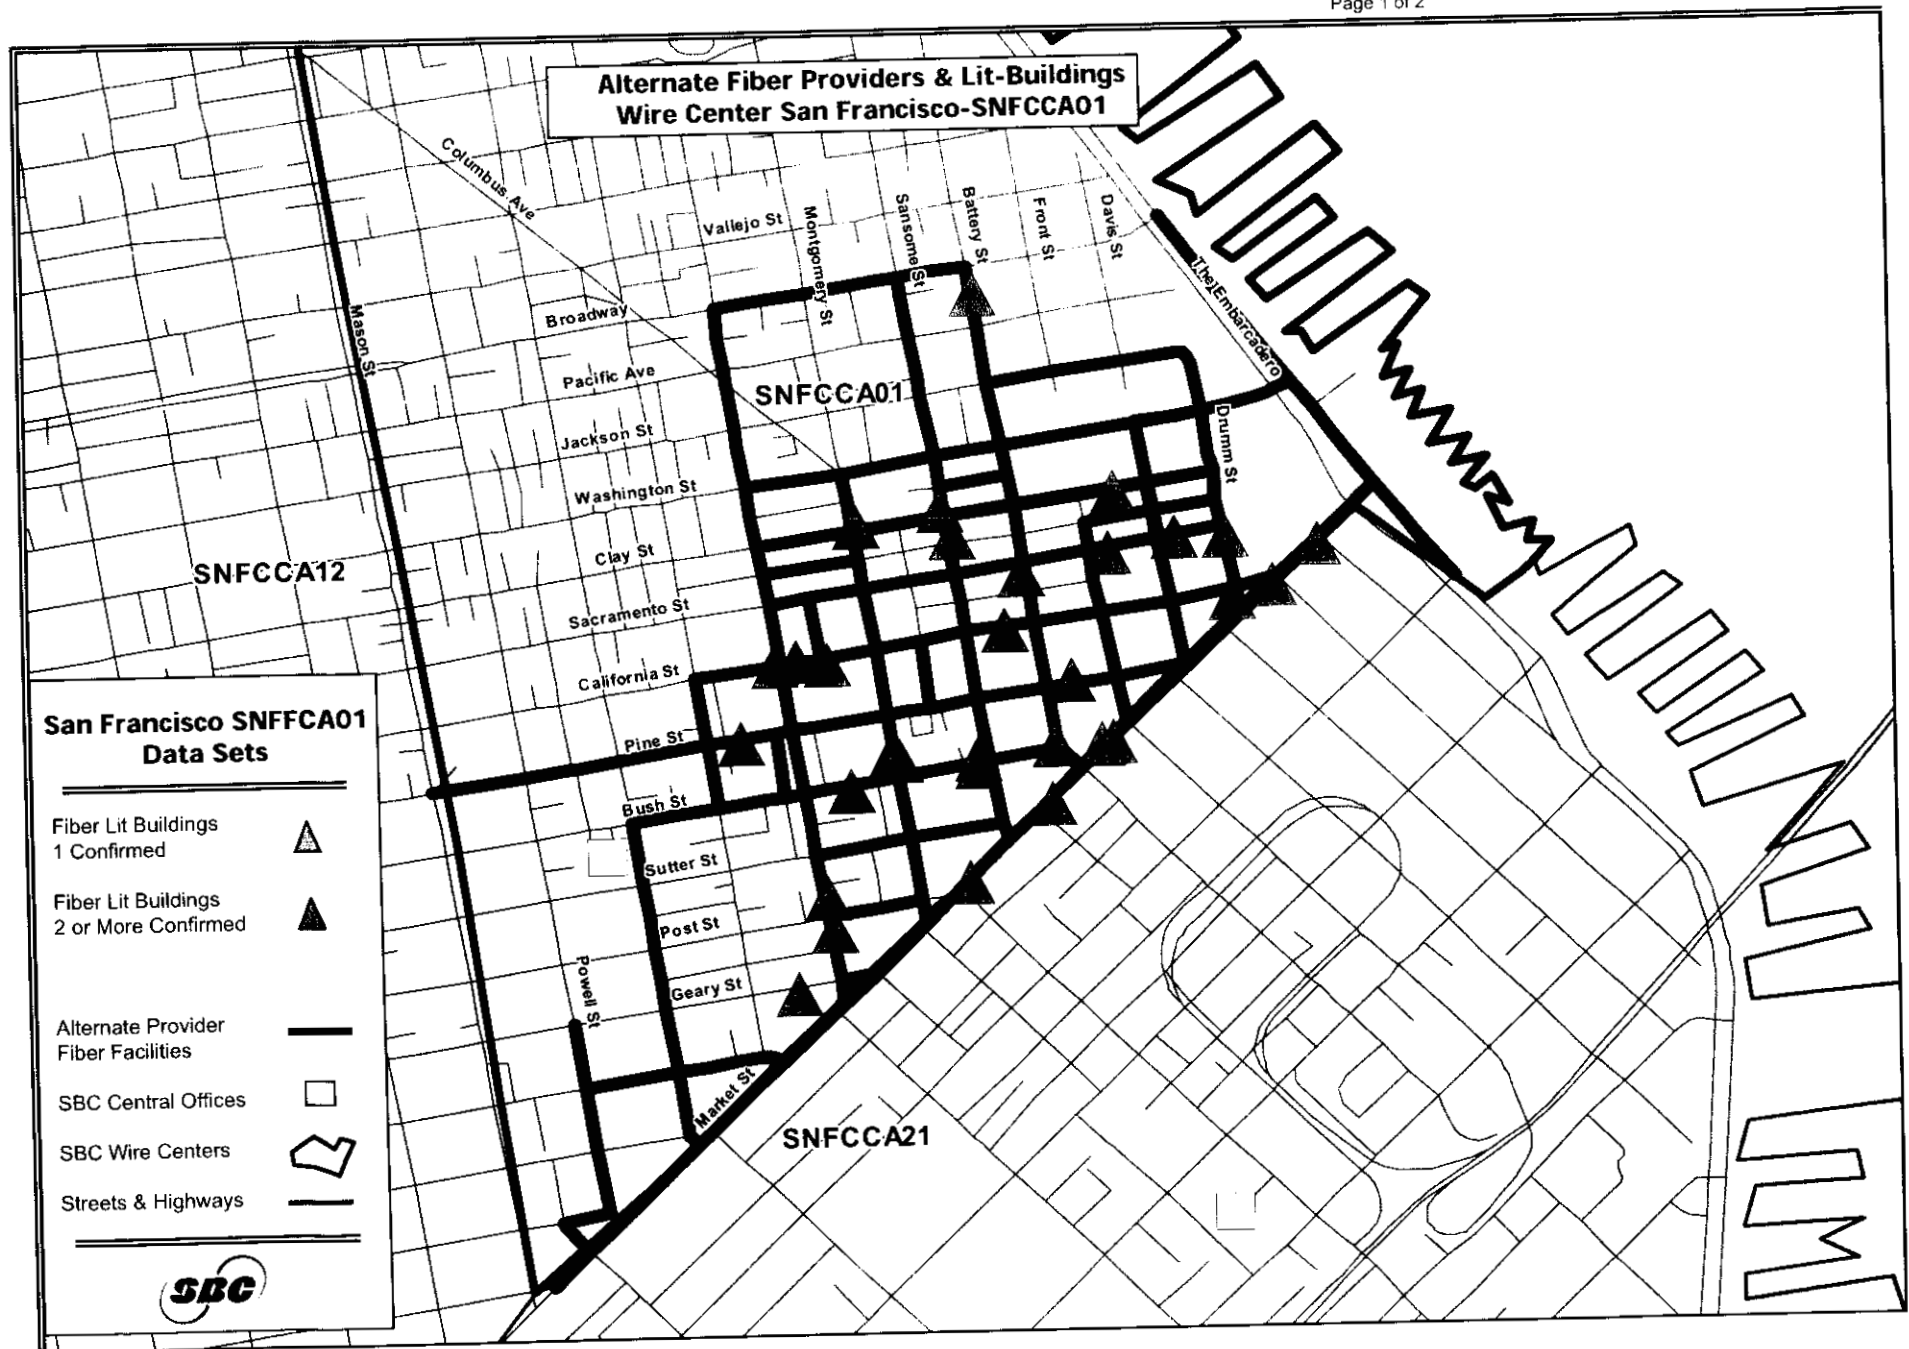 Page 1 of 2
Alternate Fiber Providers & Lit-Buildings
Wire Center San Francisco-SNFCCA01
Columbus Ave
Vallejo St
Montgomery St
Sansome St
Battery St
Front St
Davis St
The Embarcadero
Mason St
Broadway
Pacific Ave
SNFCCA01
Jackson St
Drumm St
Washington St
SNFCCA12
Clay St
Sacramento St
California St
Pine St
Bush St
Sutter St
Post St
Geary St
Powell St
Market St
SNFCCA21
San Francisco SNFFCA01
Data Sets
Fiber Lit Buildings
1 Confirmed
Fiber Lit Buildings
2 or More Confirmed
Alternate Provider
Fiber Facilities
SBC Central Offices
SBC Wire Centers
Streets & Highways
SBC